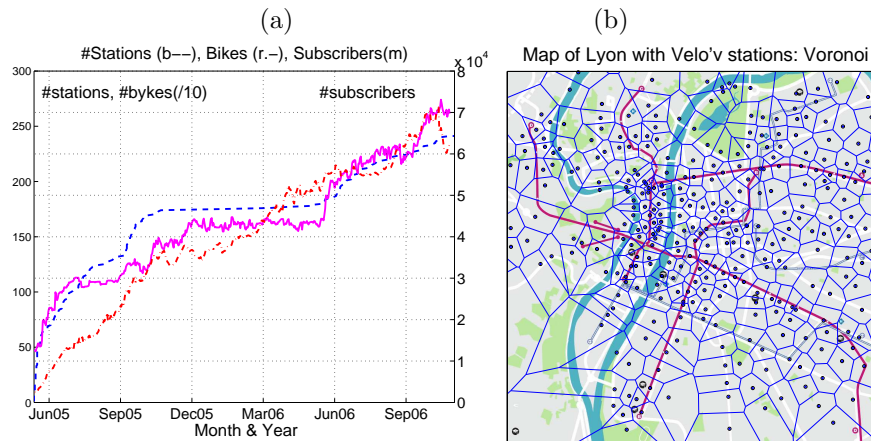 (a)
#Stations (b--), Bikes (r.-), Subscribers(m)
x 10^4
#stations, #bykes(/10)
#subscribers
300
250
200
150
100
50
0
8
7
6
5
4
3
2
1
0
Jun05 Sep05 Dec05 Mar06 Jun06 Sep06
Month & Year
(b)
Map of Lyon with Velo'v stations: Voronoi